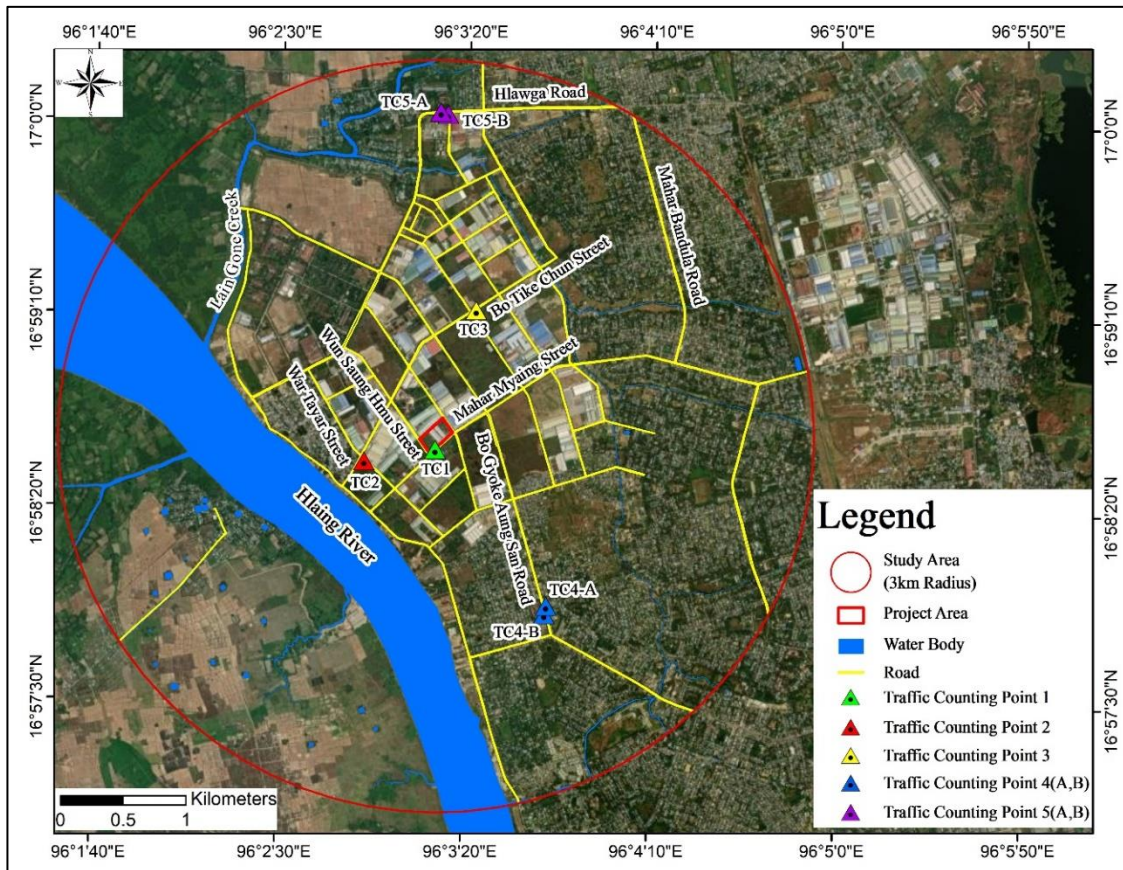 96°1'40"E 96°2'30"E 96°3'20"E 96°4'10"E 96°5'0"E 96°5'50"E
N
W E
S
17°0'0"N
17°0'0"N
16°59'10"N
16°59'10"N
16°58'20"N
16°58'20"N
16°57'30"N
16°57'30"N
Hlawga Road
TC5-A
TC5-B
Mahar Bandula Road
Lain Gone Creek
Bo Tike Chun Street
TC3
Wun Saung Hmu Street
Mahar Myaing Street
War Tayar Street
TC1
TC2
Bo Gyoke Aung San Road
Hlaing River
TC4-A
TC4-B
Legend
Study Area
(3km Radius)
Project Area
Water Body
Road
Traffic Counting Point 1
Traffic Counting Point 2
Traffic Counting Point 3
Traffic Counting Point 4(A,B)
Traffic Counting Point 5(A,B)
Kilometers
0 0.5 1
96°1'40"E 96°2'30"E 96°3'20"E 96°4'10"E 96°5'0"E 96°5'50"E